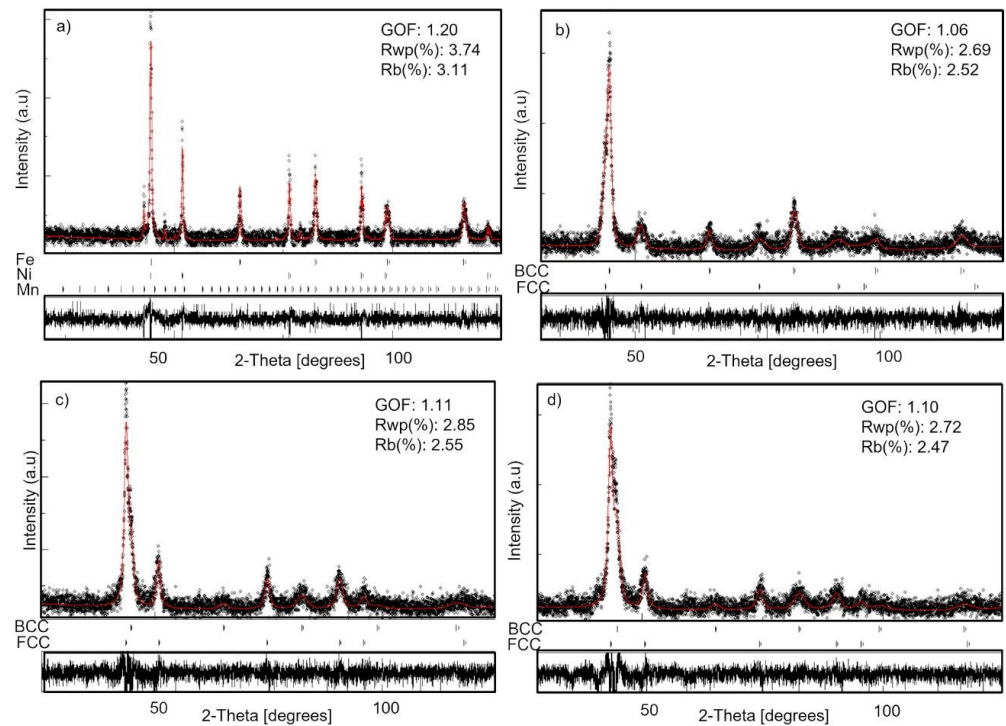 a)
GOF: 1.20
Rwp(%): 3.74
Rb(%): 3.11
Intensity (a.u)
Fe
Ni
Mn
50
2-Theta [degrees]
100
b)
GOF: 1.06
Rwp(%): 2.69
Rb(%): 2.52
Intensity (a.u)
BCC
FCC
50
2-Theta [degrees]
100
c)
GOF: 1.11
Rwp(%): 2.85
Rb(%): 2.55
Intensity (a.u)
BCC
FCC
50
2-Theta [degrees]
100
d)
GOF: 1.10
Rwp(%): 2.72
Rb(%): 2.47
Intensity (a.u)
BCC
FCC
50
2-Theta [degrees]
100